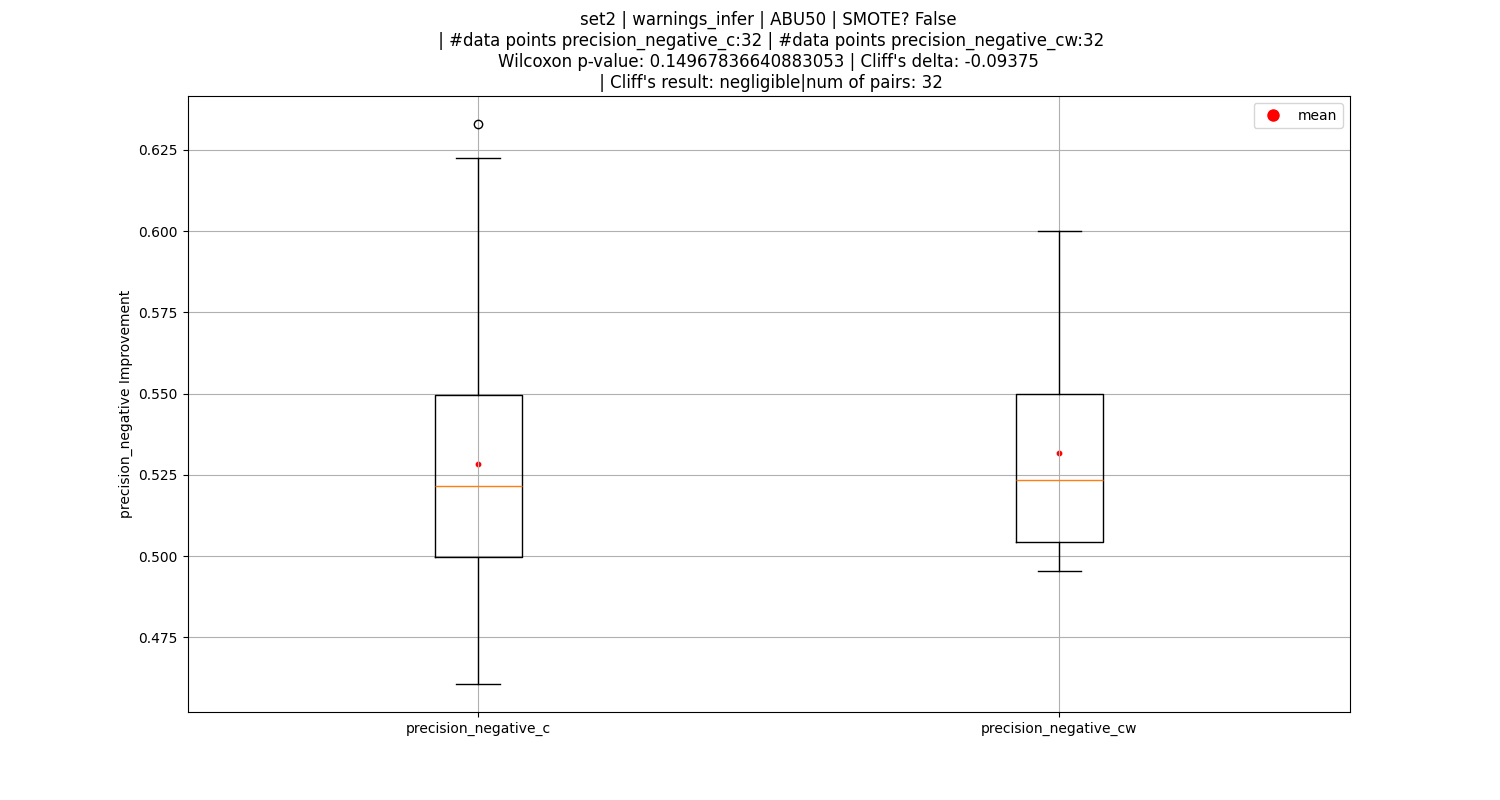 set2 | warnings_infer | ABU50 | SMOTE? False
| #data points precision_negative_c:32 | #data points precision_negative_cw:32
Wilcoxon p-value: 0.14967836640883053 | Cliff's delta: -0.09375
| Cliff's result: negligible|num of pairs: 32
mean
0.625
0.600
0.575
0.550
0.525
0.500
0.475
precision_negative Improvement
precision_negative_c
precision_negative_cw